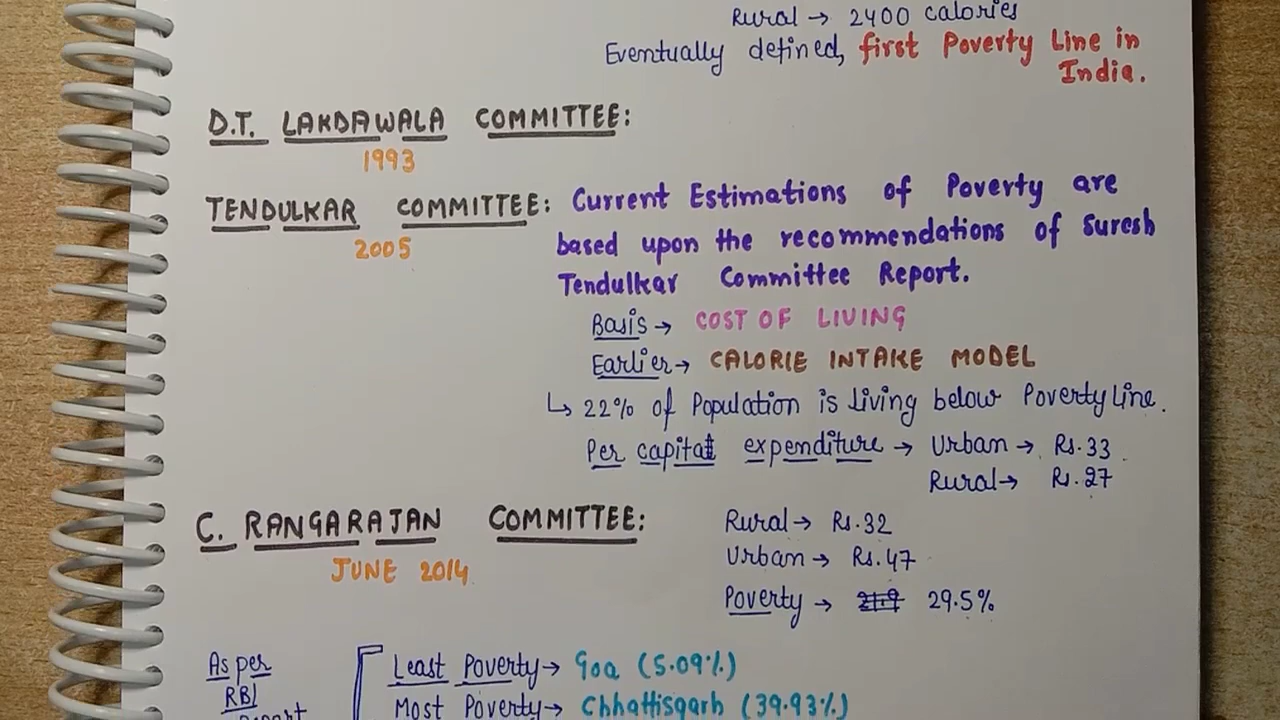 Rural → 2400 calories
Eventually defined, first Poverty Line in
India.
D.T. LAKDAWALA COMMITTEE:
1993
TENDULKAR COMMITTEE: Current Estimations of Poverty are
2005
based upon the recommendations of Suresh
Tendulkar Committee Report.
Basis → COST OF LIVING
Earlier → CALORIE INTAKE MODEL
↳ 22% of Population is living below Poverty Line.
Per capita expenditure → Urban → Rs.33
Rural → Rs.27
C. RANGARAJAN COMMITTEE:
JUNE 2014
Rural → Rs.32
Urban → Rs.47
Poverty → 21.9 29.5%
As per
RBI
Report
Least Poverty → Goa (5.09%)
Most Poverty → Chhattisgarh (39.93%)